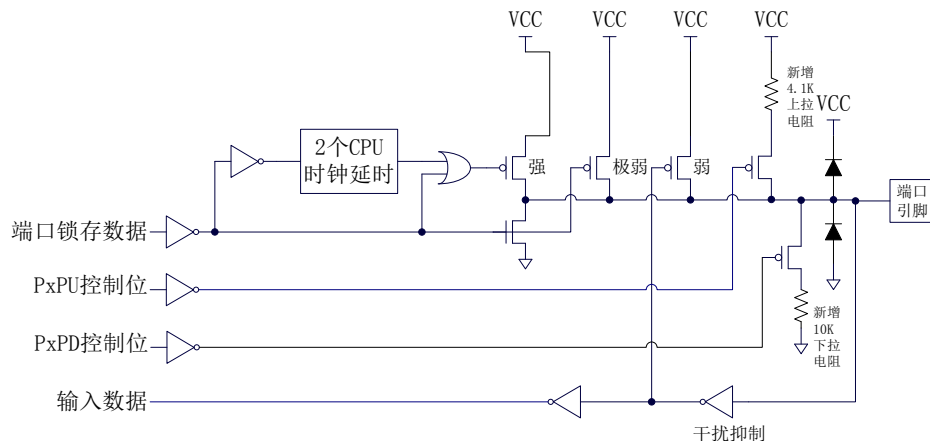 VCC
VCC
VCC
VCC
新增
4.1K
上拉
电阻
VCC
2个CPU
时钟延时
强
极弱
弱
端口
引脚
端口锁存数据
PxPU控制位
新增
10K
下拉
电阻
PxPD控制位
输入数据
干扰抑制